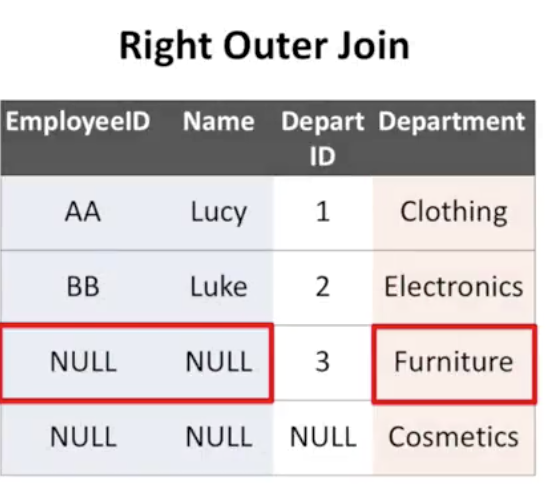 Right Outer Join
EmployeeID Name Depart Department
ID
AA Lucy 1 Clothing
BB Luke 2 Electronics
NULL NULL 3 Furniture
NULL NULL NULL Cosmetics